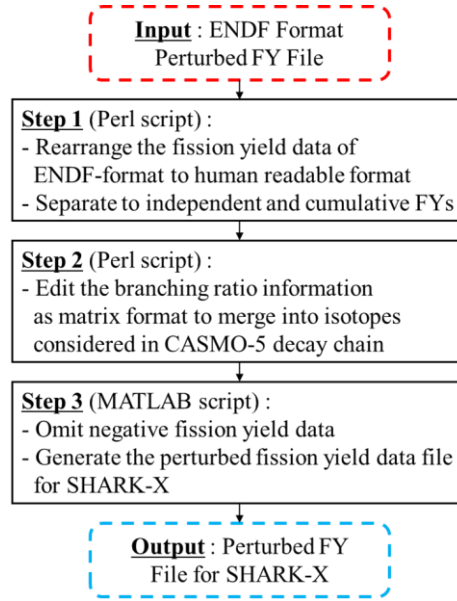 Input : ENDF Format
Perturbed FY File
Step 1 (Perl script) :
- Rearrange the fission yield data of
ENDF-format to human readable format
- Separate to independent and cumulative FYs
Step 2 (Perl script) :
- Edit the branching ratio information
as matrix format to merge into isotopes
considered in CASMO-5 decay chain
Step 3 (MATLAB script) :
- Omit negative fission yield data
- Generate the perturbed fission yield data file
for SHARK-X
Output : Perturbed FY
File for SHARK-X